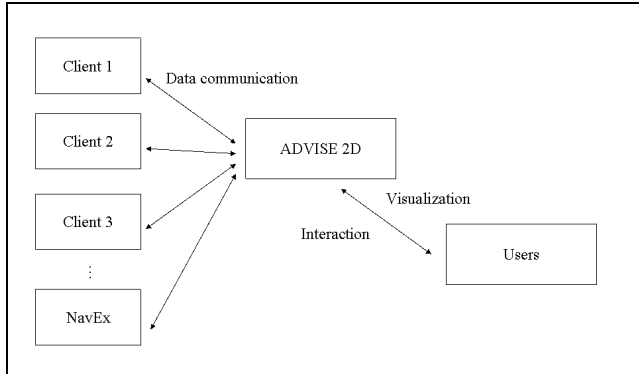 Client 1
Data communication
Client 2
ADVISE 2D
Client 3
Visualization
Interaction
Users
⋮
NavEx